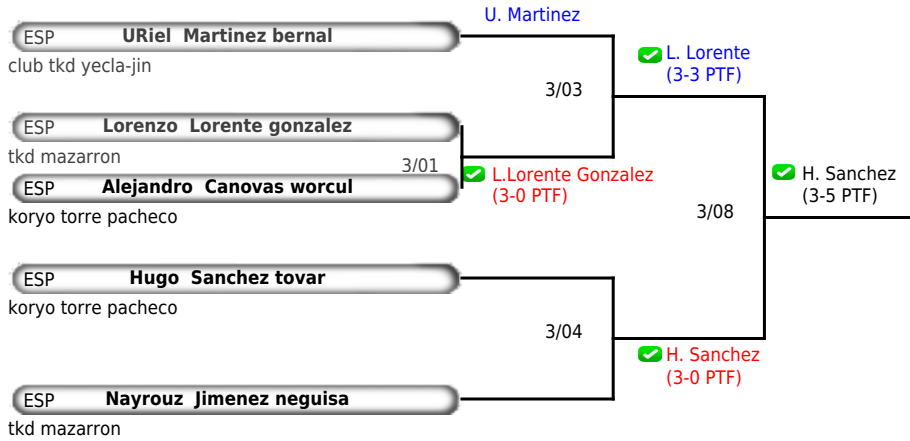 U. Martinez
ESP URiel Martinez bernal
club tkd yecla-jin
L. Lorente
(3-3 PTF)
3/03
ESP Lorenzo Lorente gonzalez
tkd mazarron
3/01
L.Lorente Gonzalez
(3-0 PTF)
ESP Alejandro Canovas worcul
koryo torre pacheco
H. Sanchez
(3-5 PTF)
3/08
ESP Hugo Sanchez tovar
koryo torre pacheco
3/04
H. Sanchez
(3-0 PTF)
ESP Nayrouz Jimenez neguisa
tkd mazarron